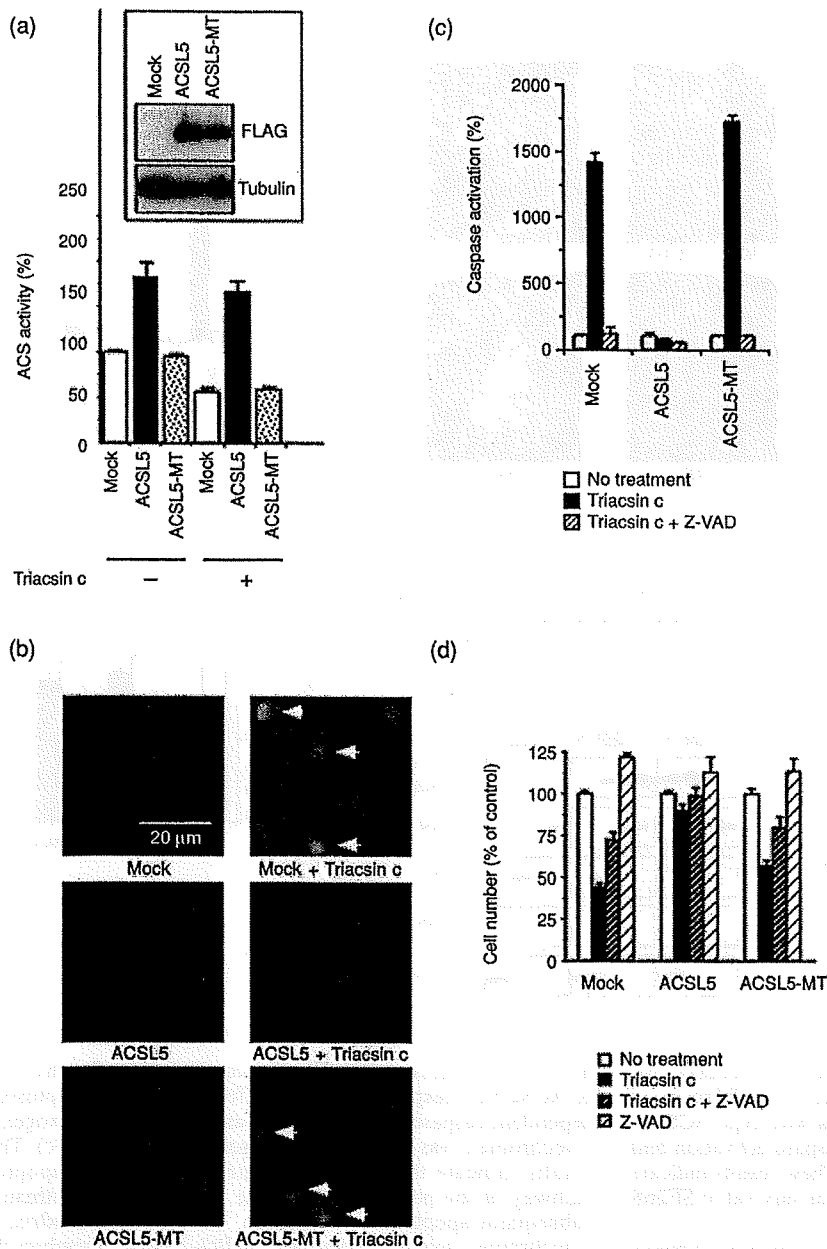 (a)
Mock
ACSL5
ACSL5-MT
FLAG
Tubulin
250
200
150
100
50
0
ACS activity (%)
Mock
ACSL5
ACSL5-MT
Mock
ACSL5
ACSL5-MT
Triacsin c
−
+
(c)
2000
1500
1000
500
0
Caspase activation (%)
Mock
ACSL5
ACSL5-MT
No treatment
Triacsin c
Triacsin c + Z-VAD
(b)
20 μm
Mock
Mock + Triacsin c
ACSL5
ACSL5 + Triacsin c
ACSL5-MT
ACSL5-MT + Triacsin c
(d)
125
100
75
50
25
0
Cell number (% of control)
Mock
ACSL5
ACSL5-MT
No treatment
Triacsin c
Triacsin c + Z-VAD
Z-VAD